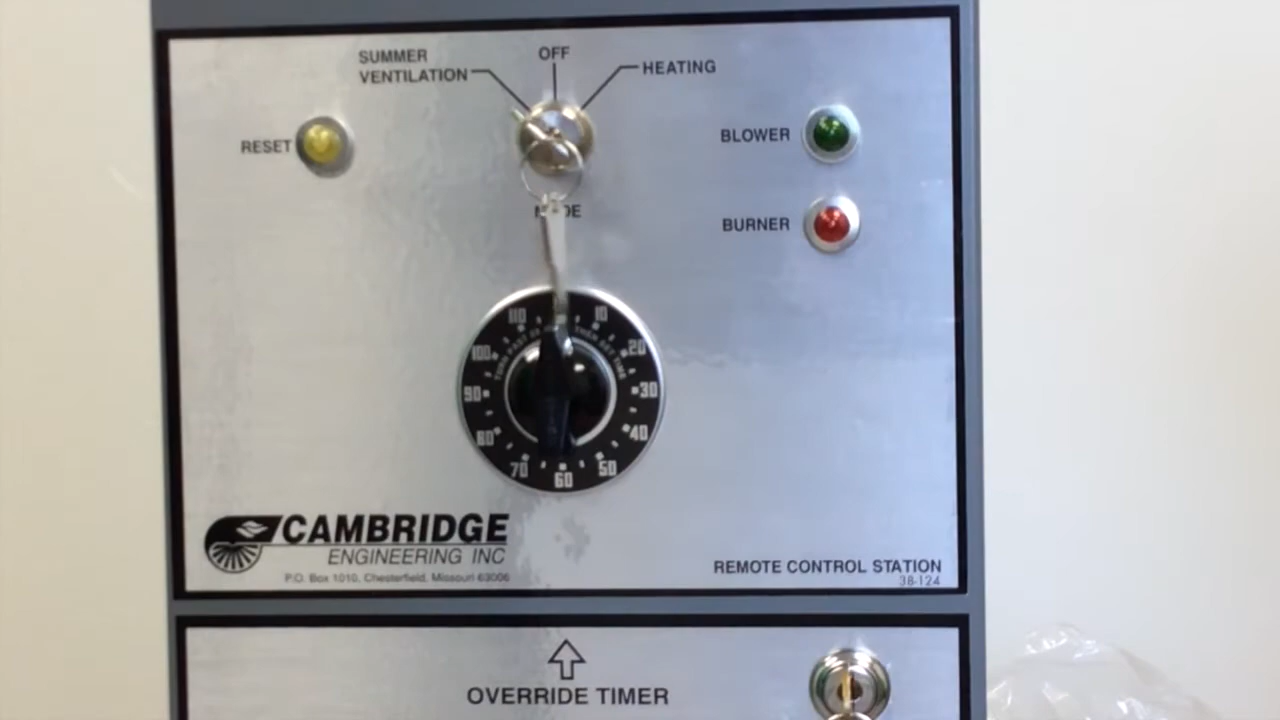 SUMMER
VENTILATION
OFF
HEATING
RESET
BLOWER
BURNER
110
10
100
20
90
30
80
40
70
60
50
CAMBRIDGE
ENGINEERING INC
P.O. Box 1010, Chesterfield, Missouri 63006
REMOTE CONTROL STATION
38-124
OVERRIDE TIMER